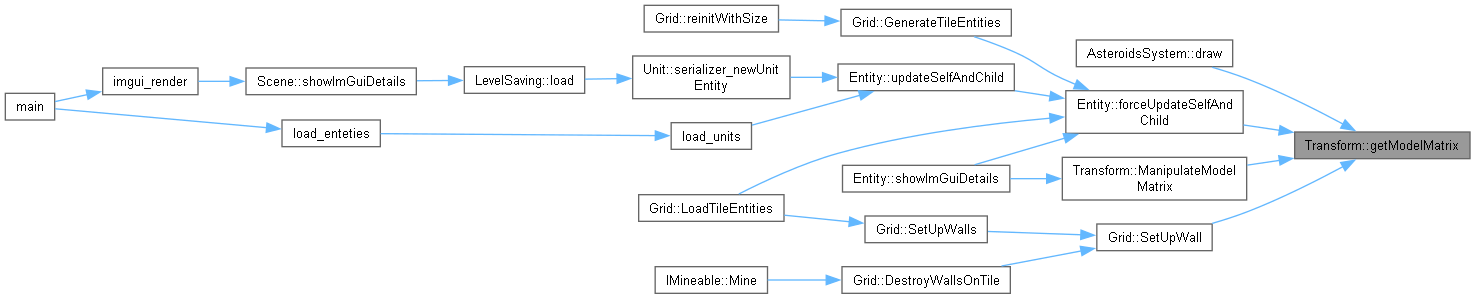 Grid::reinitWithSize
Grid::GenerateTileEntities
AsteroidsSystem::draw
main
imgui_render
Scene::showImGuiDetails
LevelSaving::load
Unit::serializer_newUnit
Entity
Entity::updateSelfAndChild
Entity::forceUpdateSelfAnd
Child
load_enteties
load_units
Transform::getModelMatrix
Entity::showImGuiDetails
Transform::ManipulateModel
Matrix
Grid::LoadTileEntities
Grid::SetUpWalls
Grid::SetUpWall
IMineable::Mine
Grid::DestroyWallsOnTile